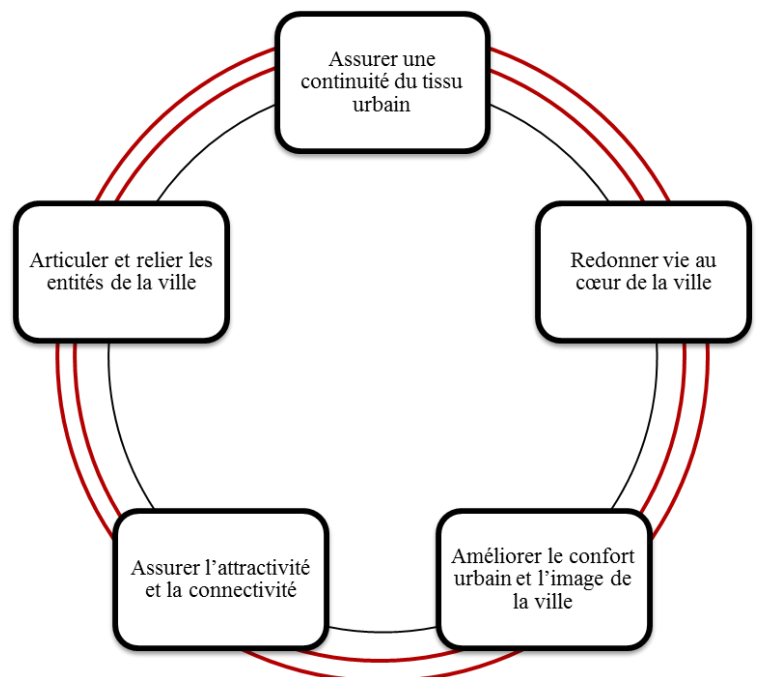 Assurer une
continuité du tissu
urbain
Redonner vie au
cœur de la ville
Améliorer le confort
urbain et l’image de
la ville
Assurer l’attractivité
et la connectivité
Articuler et relier les
entités de la ville